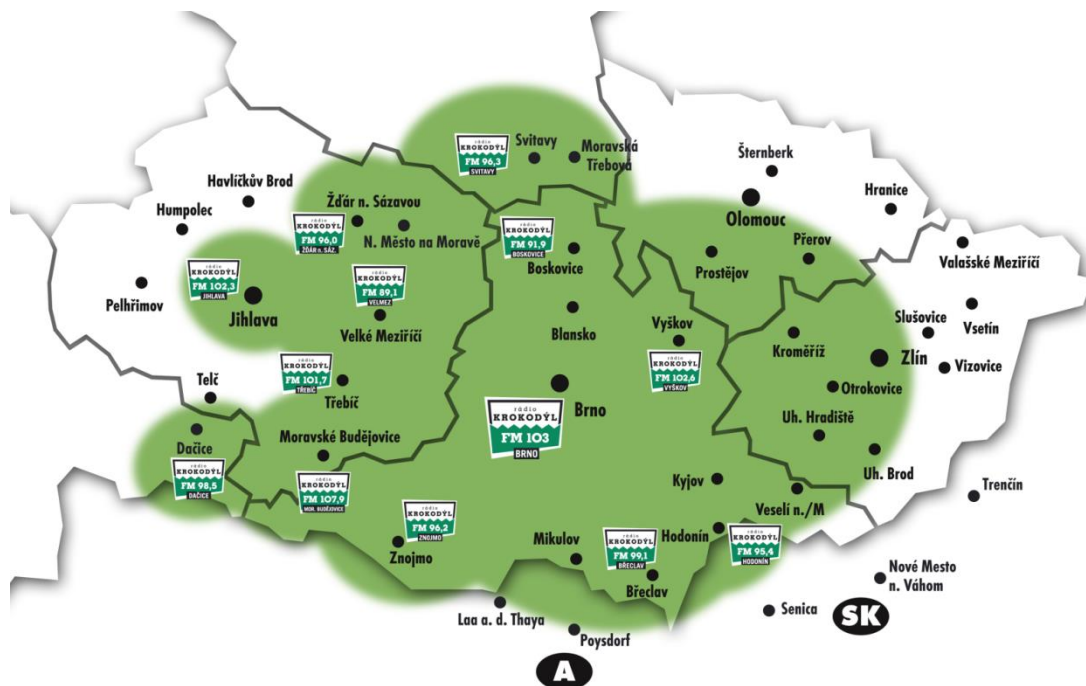 rádio
KROKODÝL
FM 96,3
SVITAVY
Svitavy
Moravská
Třebová
Šternberk
Havlíčkův Brod
Žďár n. Sázavou
Olomouc
Hranice
Humpolec
rádio
KROKODÝL
FM 96,0
ŽĎÁR n. SÁZ.
N. Město na Moravě
rádio
KROKODÝL
FM 91,9
BOSKOVICE
Boskovice
Prostějov
Přerov
Valašské Meziříčí
Pelhřimov
rádio
KROKODÝL
FM 102,3
JIHLAVA
Jihlava
rádio
KROKODÝL
FM 89,1
VELMEZ
Velké Meziříčí
Blansko
Vyškov
rádio
KROKODÝL
FM 102,6
VYŠKOV
Kroměříž
Slušovice
Vsetín
Zlín
Vizovice
Telč
rádio
KROKODÝL
FM 101,7
TŘEBÍČ
Třebíč
Brno
rádio
KROKODÝL
FM 103
BRNO
Otrokovice
Dačice
rádio
KROKODÝL
FM 98,5
DAČICE
Moravské Budějovice
rádio
KROKODÝL
FM 107,9
MOR. BUDĚJOVICE
Uh. Hradiště
Uh. Brod
Kyjov
Veselí n./M
Trenčín
rádio
KROKODÝL
FM 96,2
ZNOJMO
Znojmo
Mikulov
rádio
KROKODÝL
FM 99,1
BŘECLAV
Břeclav
Hodonín
rádio
KROKODÝL
FM 95,4
HODONÍN
Nové Mesto
n. Váhom
Laa a. d. Thaya
Senica
SK
Poysdorf
A